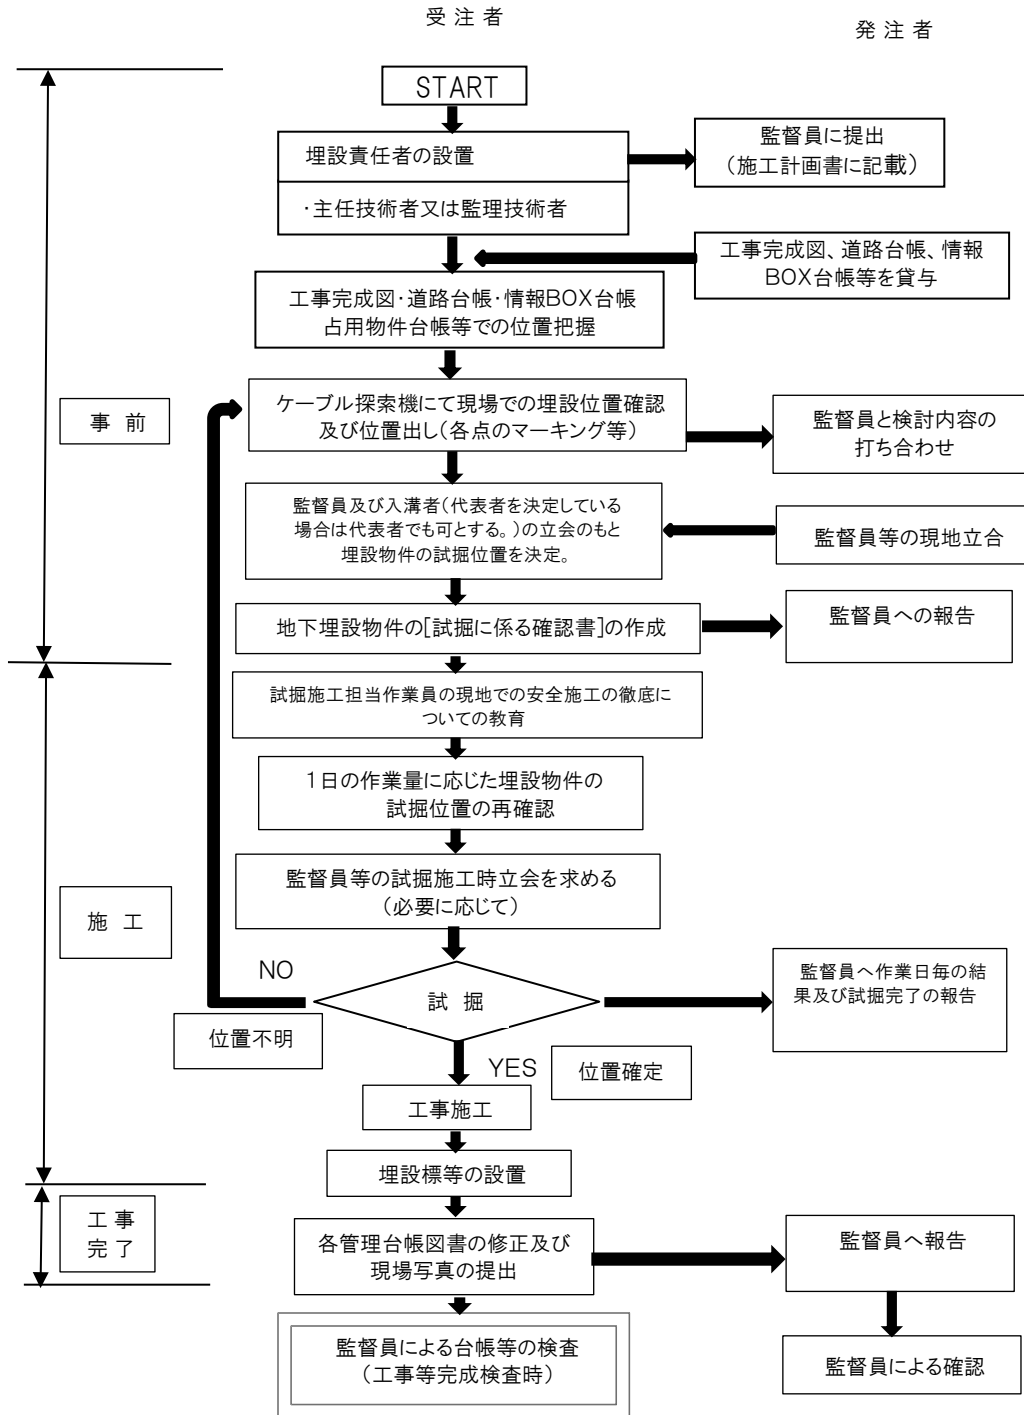 受 注 者
発 注 者
START
埋設責任者の設置
・主任技術者又は監理技術者
監督員に提出
(施工計画書に記載)
工事完成図、道路台帳、情報
BOX台帳等を貸与
工事完成図・道路台帳・情報BOX台帳
占用物件台帳等での位置把握
事 前
ケーブル探索機にて現場での埋設位置確認
及び位置出し(各点のマーキング等)
監督員と検討内容の
打ち合わせ
監督員及び入溝者(代表者を決定している
場合は代表者でも可とする。)の立会のもと
埋設物件の試掘位置を決定。
監督員等の現地立合
地下埋設物件の[試掘に係る確認書]の作成
監督員への報告
試掘施工担当作業員の現地での安全施工の徹底に
ついての教育
1日の作業量に応じた埋設物件の
試掘位置の再確認
監督員等の試掘施工時立会を求める
(必要に応じて)
施 工
NO
試 掘
監督員へ作業日毎の結
果及び試掘完了の報告
位置不明
YES
位置確定
工事施工
埋設標等の設置
工 事
完 了
各管理台帳図書の修正及び
現場写真の提出
監督員へ報告
監督員による台帳等の検査
(工事等完成検査時)
監督員による確認